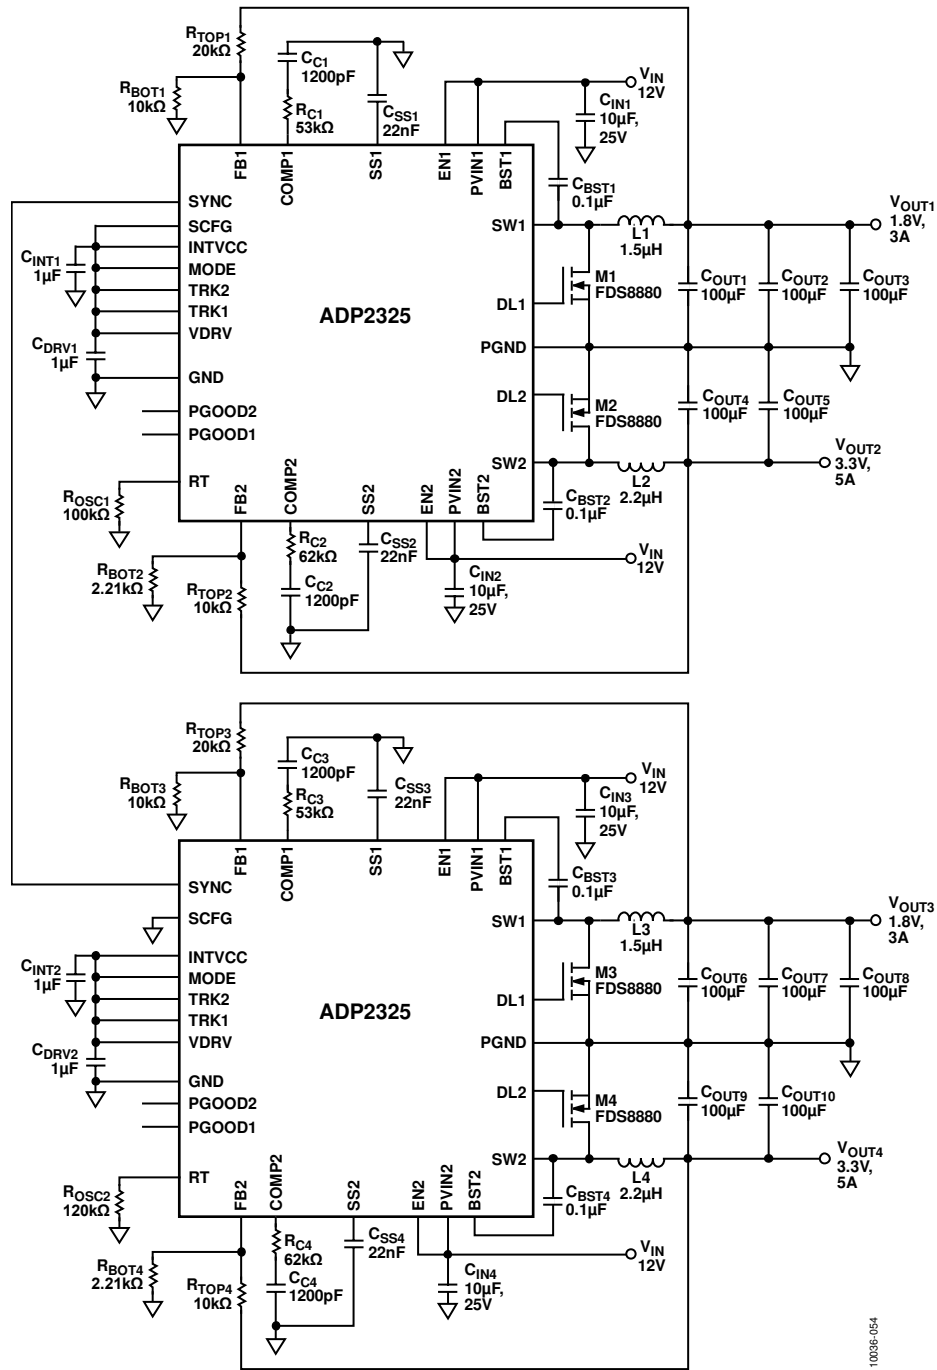 RTOP1
20kΩ
CC1
1200pF
RBOT1
10kΩ
RC1
53kΩ
CSS1
22nF
VIN
12V
CIN1
10µF,
25V
FB1
COMP1
SS1
EN1
PVIN1
BST1
CBST1
0.1µF
SYNC
SCFG
INTVCC
MODE
TRK2
TRK1
VDRV
GND
PGOOD2
PGOOD1
RT
CINT1
1µF
CDRV1
1µF
ADP2325
SW1
DL1
PGND
DL2
SW2
L1
1.5µH
VOUT1
1.8V,
3A
M1
FDS8880
COUT1
100µF
COUT2
100µF
COUT3
100µF
M2
FDS8880
COUT4
100µF
COUT5
100µF
VOUT2
3.3V,
5A
L2
2.2µH
ROSC1
100kΩ
FB2
COMP2
SS2
EN2
PVIN2
BST2
CBST2
0.1µF
RBOT2
2.21kΩ
RTOP2
10kΩ
RC2
62kΩ
CC2
1200pF
CSS2
22nF
CIN2
10µF,
25V
VIN
12V
RTOP3
20kΩ
CC3
1200pF
RBOT3
10kΩ
RC3
53kΩ
CSS3
22nF
VIN
12V
CIN3
10µF,
25V
FB1
COMP1
SS1
EN1
PVIN1
BST1
CBST3
0.1µF
SYNC
SCFG
INTVCC
MODE
TRK2
TRK1
VDRV
GND
PGOOD2
PGOOD1
RT
CINT2
1µF
CDRV2
1µF
ADP2325
SW1
DL1
PGND
DL2
SW2
L3
1.5µH
VOUT3
1.8V,
3A
M3
FDS8880
COUT6
100µF
COUT7
100µF
COUT8
100µF
M4
FDS8880
COUT9
100µF
COUT10
100µF
VOUT4
3.3V,
5A
L4
2.2µH
ROSC2
120kΩ
FB2
COMP2
SS2
EN2
PVIN2
BST2
CBST4
0.1µF
RBOT4
2.21kΩ
RTOP4
10kΩ
RC4
62kΩ
CC4
1200pF
CSS4
22nF
CIN4
10µF,
25V
VIN
12V
10036-054